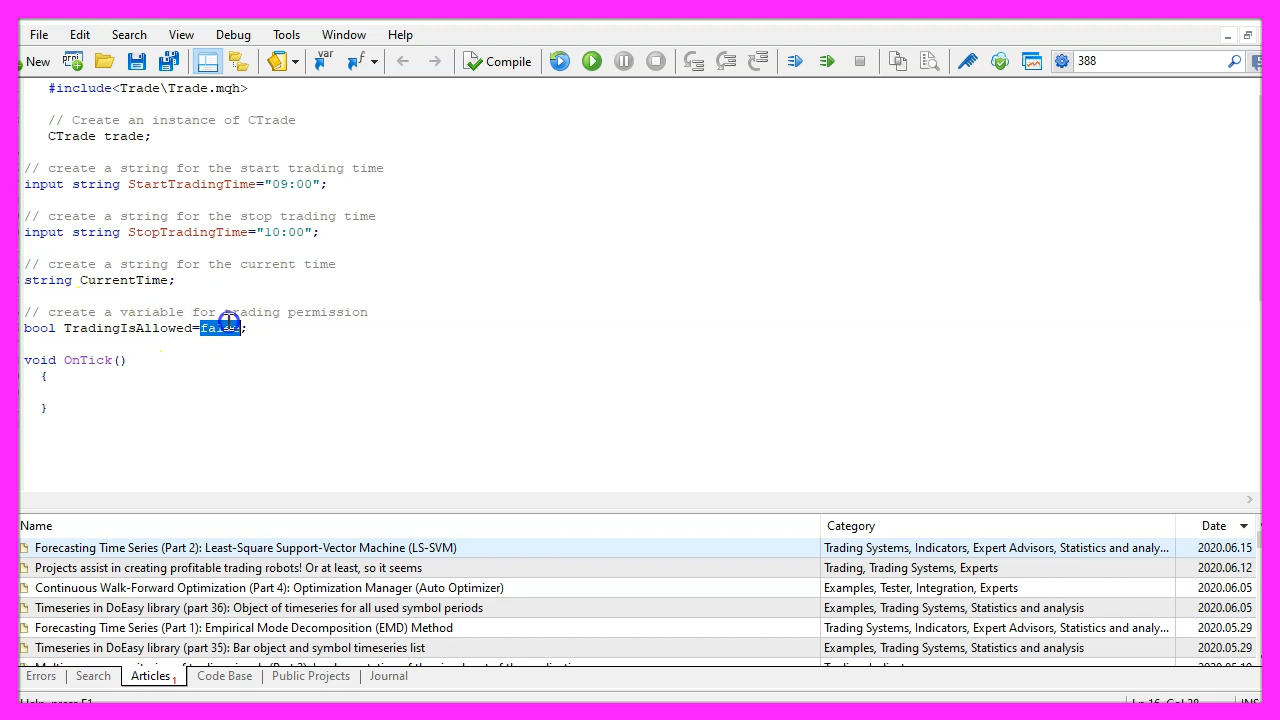 File Edit Search View Debug Tools Window Help
New var Compile 388
#include<Trade\Trade.mqh>
// Create an instance of CTrade
CTrade trade;
// create a string for the start trading time
input string StartTradingTime="09:00";
// create a string for the stop trading time
input string StopTradingTime="10:00";
// create a string for the current time
string CurrentTime;
// create a variable for trading permission
bool TradingIsAllowed=false;
void OnTick()
{
}
Name Category Date
Forecasting Time Series (Part 2): Least-Square Support-Vector Machine (LS-SVM) Trading Systems, Indicators, Expert Advisors, Statistics and analy... 2020.06.15
Projects assist in creating profitable trading robots! Or at least, so it seems Trading, Trading Systems, Experts 2020.06.12
Continuous Walk-Forward Optimization (Part 4): Optimization Manager (Auto Optimizer) Examples, Tester, Integration, Experts 2020.06.05
Timeseries in DoEasy library (part 36): Object of timeseries for all used symbol periods Examples, Trading Systems, Statistics and analysis 2020.06.05
Forecasting Time Series (Part 1): Empirical Mode Decomposition (EMD) Method Trading Systems, Indicators, Expert Advisors, Statistics and analy... 2020.05.29
Timeseries in DoEasy library (part 35): Bar object and symbol timeseries list Examples, Trading Systems, Statistics and analysis 2020.05.29
Errors Search Articles 1 Code Base Public Projects Journal
Help, press F1 Ln 16, Col 28 INS